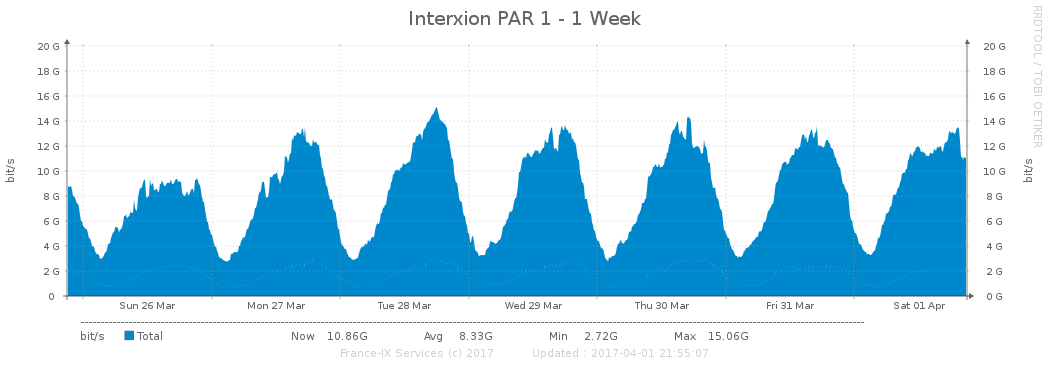 Interxion PAR 1 - 1 Week
RRDTOOL / TOBI OETIKER
bit/s
20 G
18 G
16 G
14 G
12 G
10 G
8 G
6 G
4 G
2 G
0
20 G
18 G
16 G
14 G
12 G
10 G
8 G
6 G
4 G
2 G
0 G
bit/s
Sun 26 Mar Mon 27 Mar Tue 28 Mar Wed 29 Mar Thu 30 Mar Fri 31 Mar Sat 01 Apr
bit/s Total Now 10.86G Avg 8.33G Min 2.72G Max 15.06G
France-IX Services (c) 2017 Updated : 2017-04-01 21:55:07